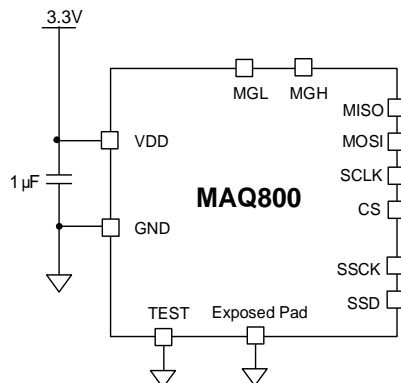 3.3V
MGL MGH
MISO
VDD MOSI
SCLK
1 µF MAQ800 CS
GND
SSCK
TEST Exposed Pad SSD